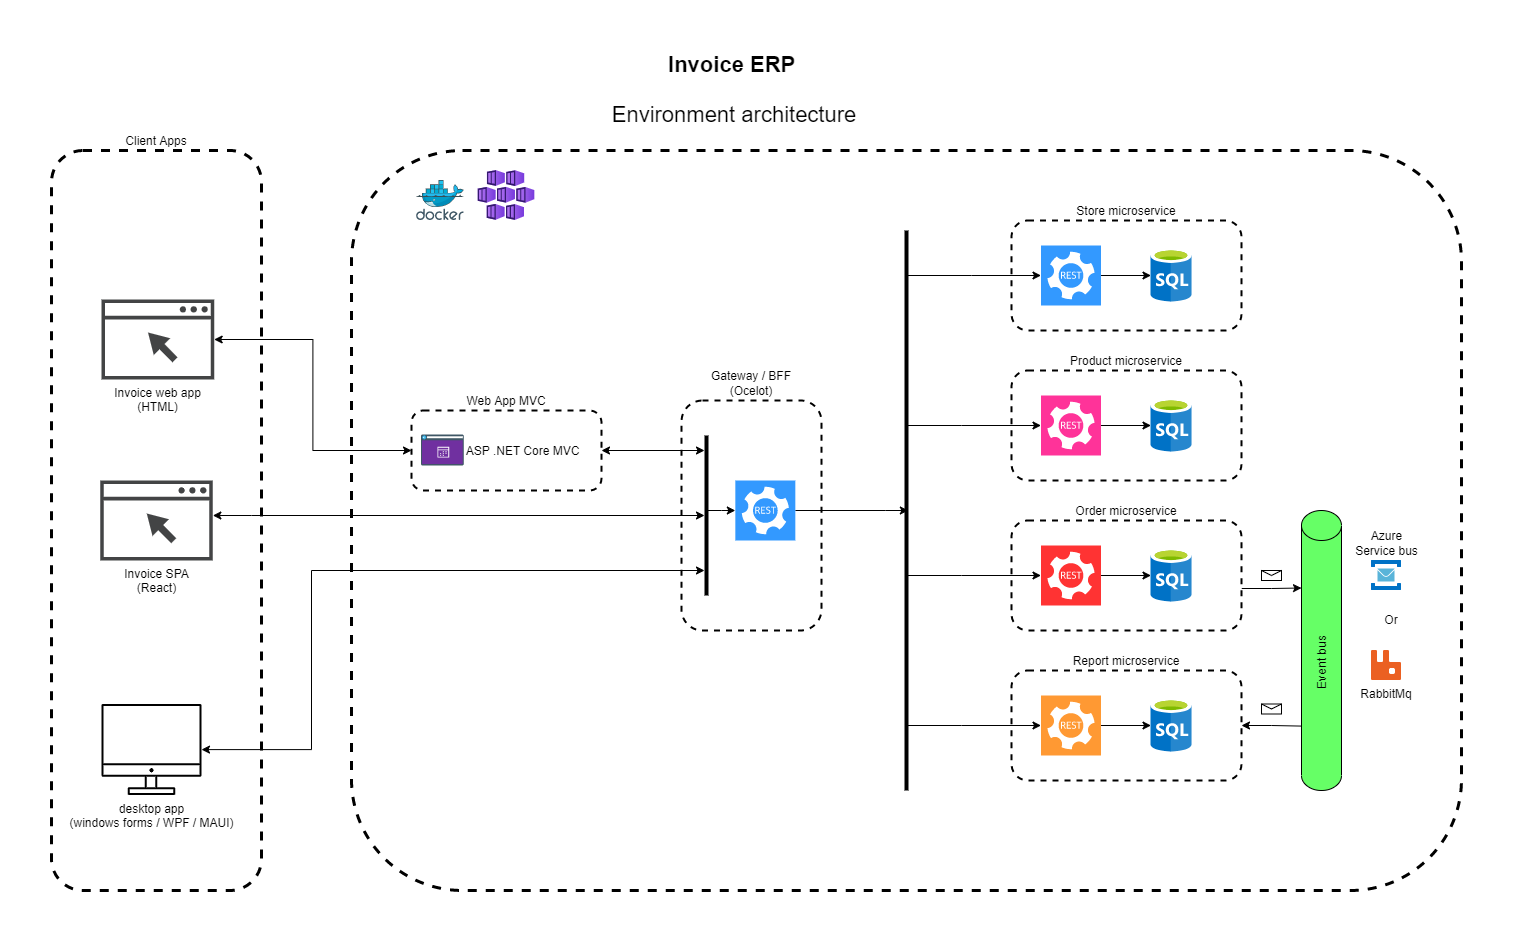 Invoice ERP
Environment architecture
Client Apps
Invoice web app
(HTML)
Invoice SPA
(React)
desktop app
(windows forms / WPF / MAUI)
docker
Web App MVC
ASP .NET Core MVC
Gateway / BFF
(Ocelot)
REST
Store microservice
REST
SQL
Product microservice
REST
SQL
Order microservice
REST
SQL
Report microservice
REST
SQL
Event bus
Azure
Service bus
Or
RabbitMq